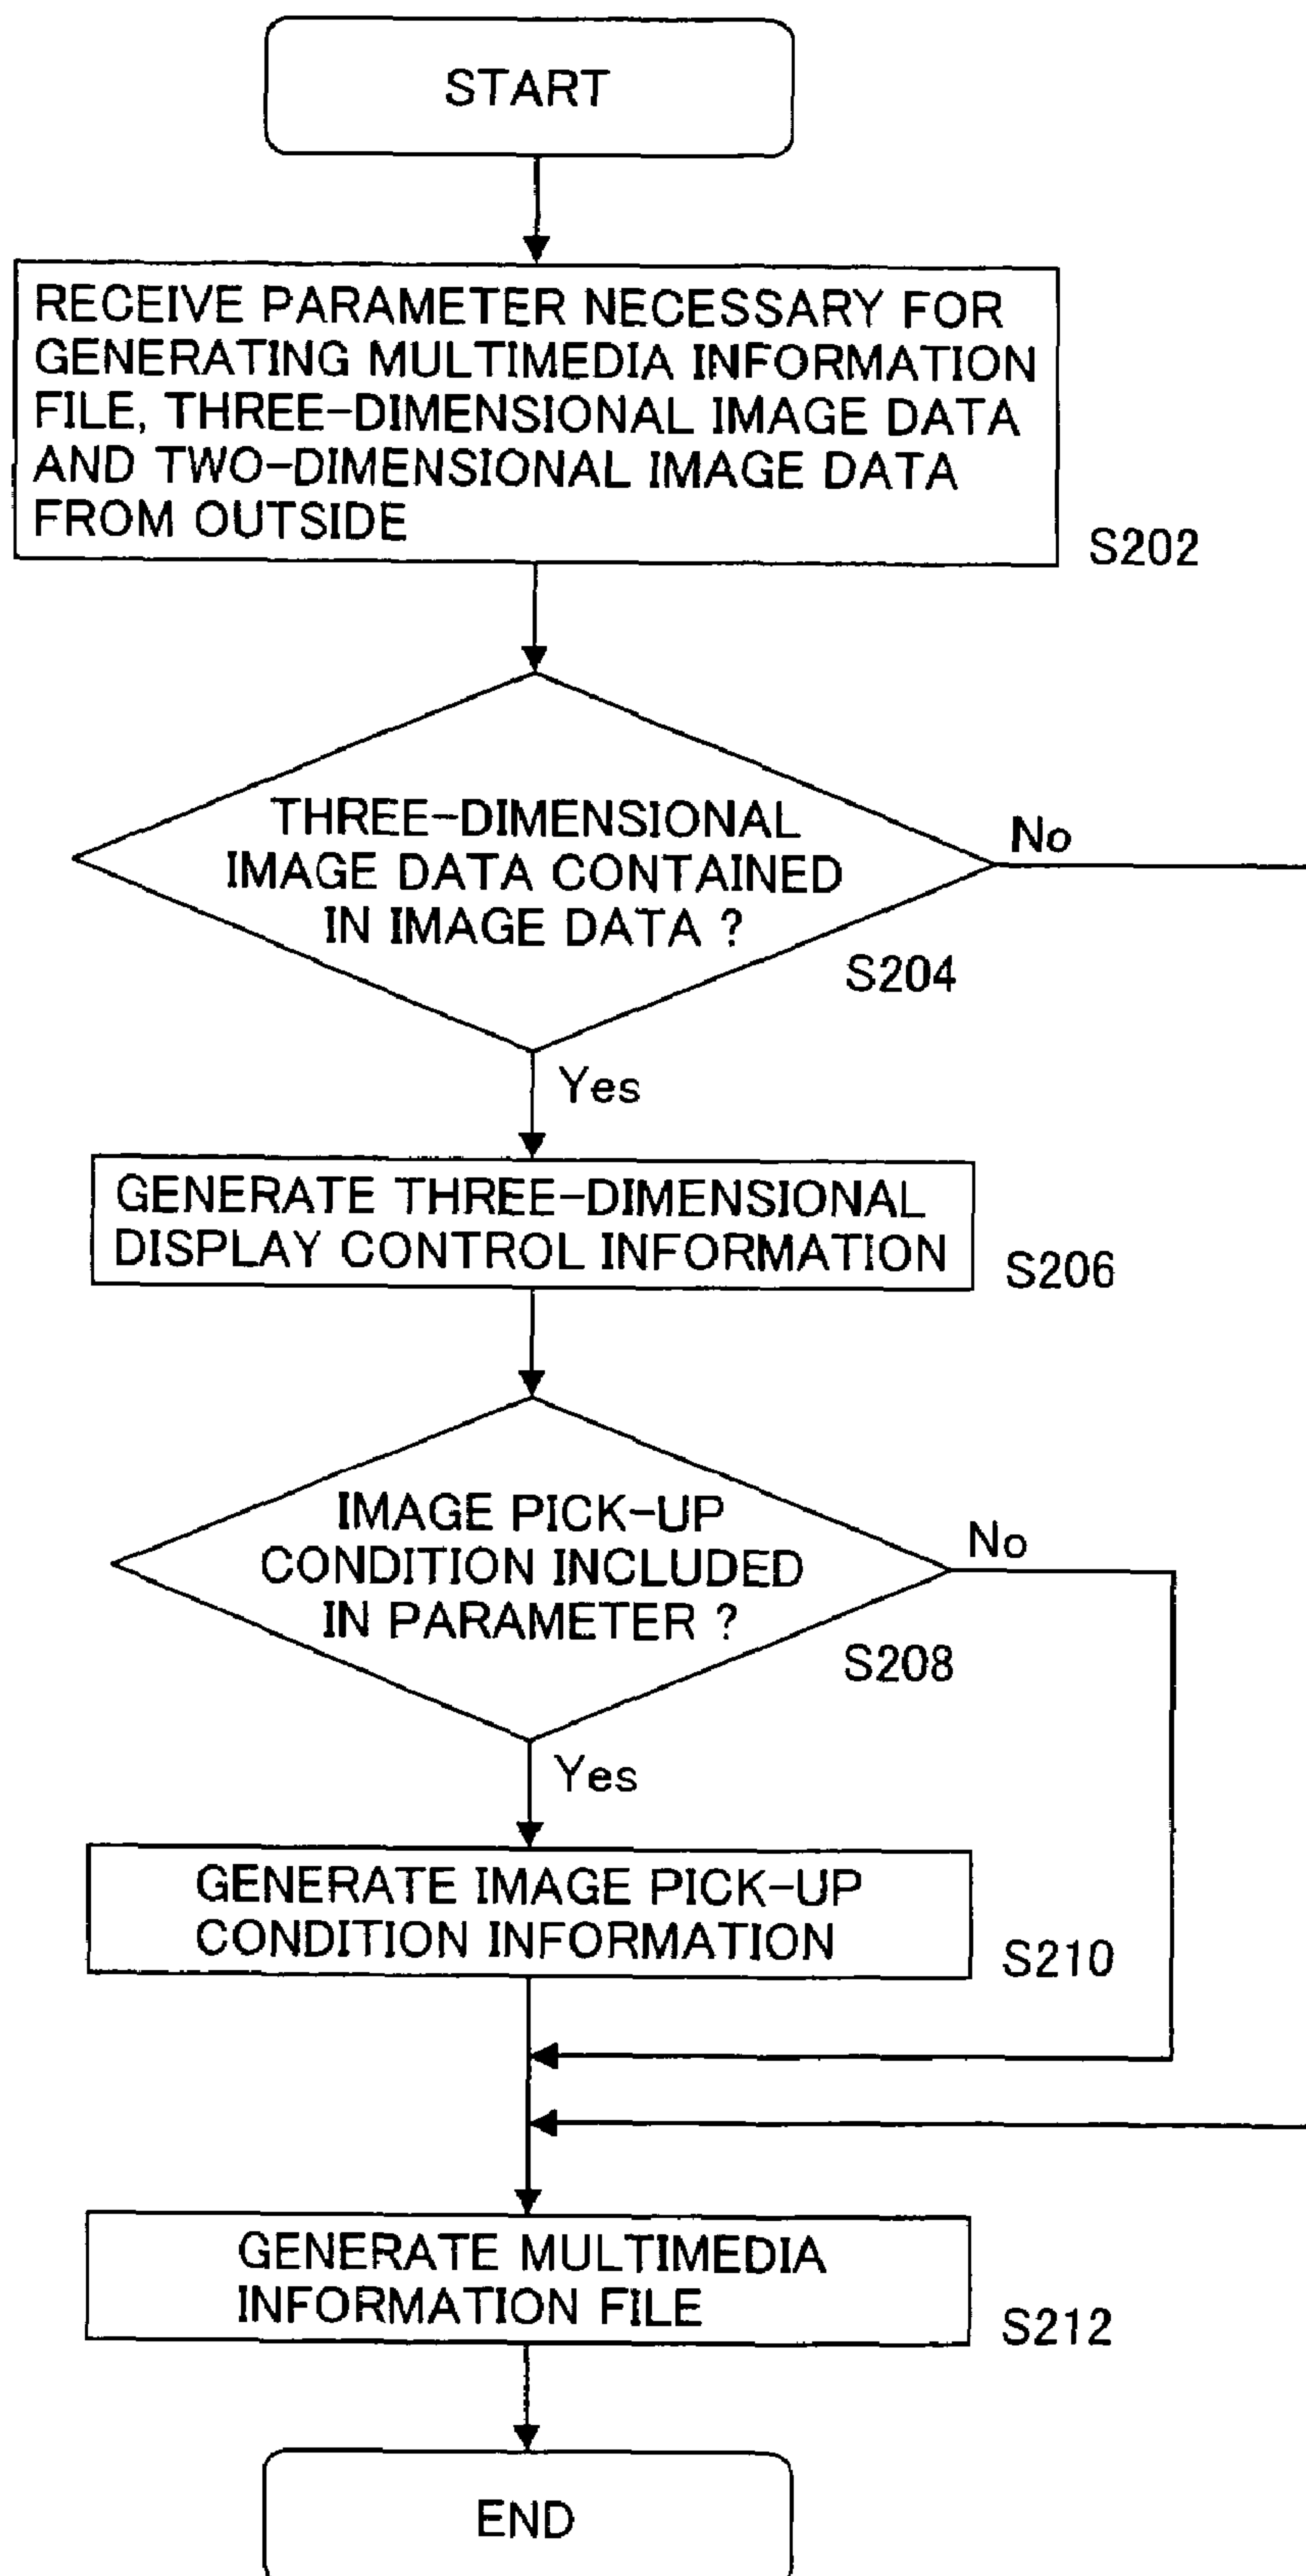 START
RECEIVE PARAMETER NECESSARY FOR
GENERATING MULTIMEDIA INFORMATION
FILE, THREE-DIMENSIONAL IMAGE DATA
AND TWO-DIMENSIONAL IMAGE DATA
FROM OUTSIDE
S202
THREE-DIMENSIONAL
IMAGE DATA CONTAINED
IN IMAGE DATA ?
No
S204
Yes
GENERATE THREE-DIMENSIONAL
DISPLAY CONTROL INFORMATION
S206
IMAGE PICK-UP
CONDITION INCLUDED
IN PARAMETER ?
No
S208
Yes
GENERATE IMAGE PICK-UP
CONDITION INFORMATION
S210
GENERATE MULTIMEDIA
INFORMATION FILE
S212
END